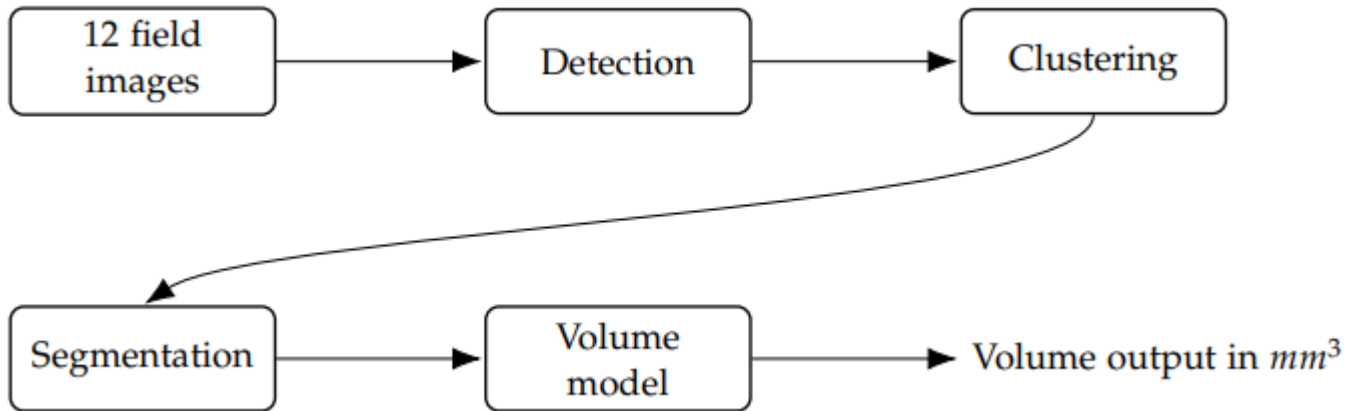 12 field
images
Detection
Clustering
Segmentation
Volume
model
Volume output in mm³